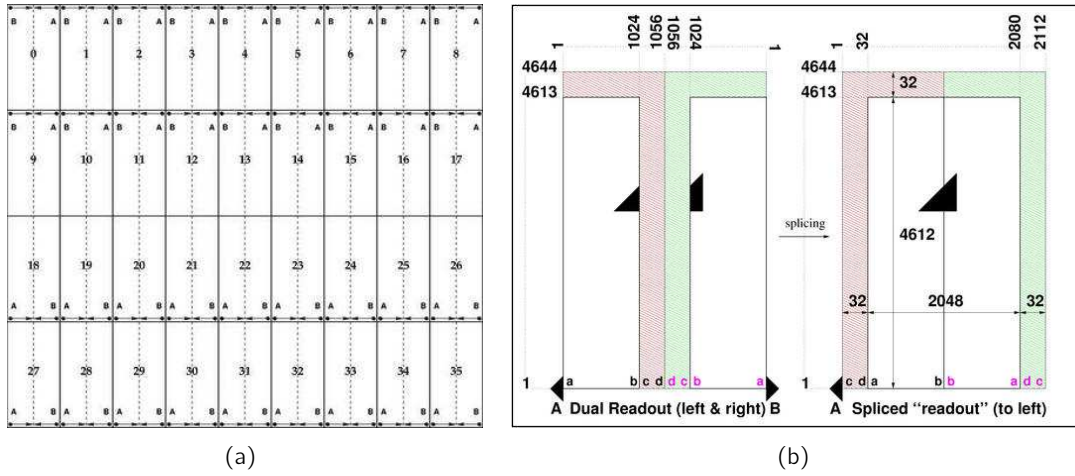 B A B A B A B A B A B A B A B A B A
0 1 2 3 4 5 6 7 8
B A B A B A B A B A B A B A B A B A
9 10 11 12 13 14 15 16 17
18 19 20 21 22 23 24 25 26
A B A B A B A B A B A B A B A B A B
27 28 29 30 31 32 33 34 35
A B A B A B A B A B A B A B A B A B
(a)
1 1024 1056 1056 1024 1
4644
4613
1
a b c d d c b a
A Dual Readout (left & right) B
splicing
1 32 2080 2112
4644
4613
32
4612
32 2048 32
1
c d a b b a d c
A Spliced "readout" (to left)
(b)